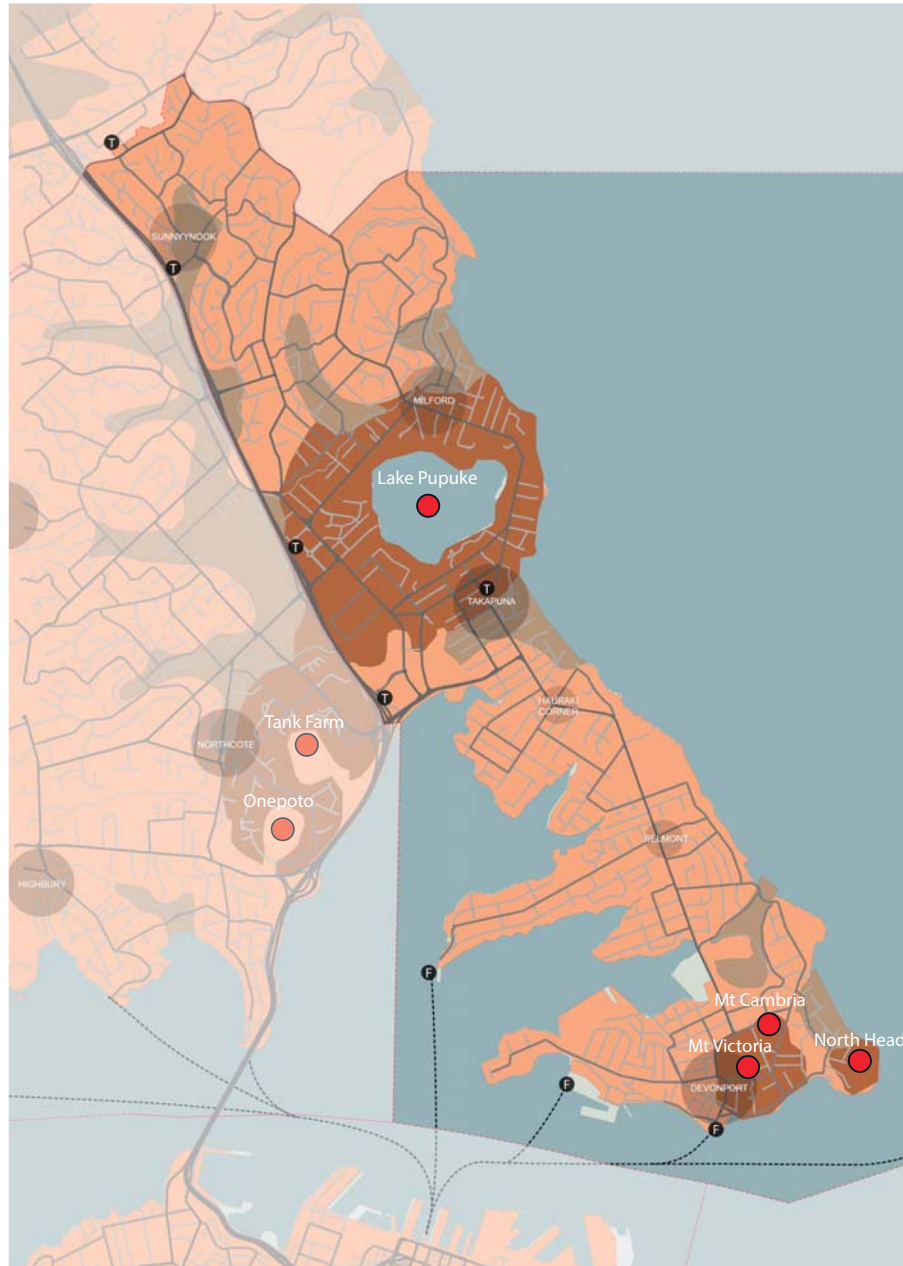 T
SUNNYYNOOK
T
MILFORD
Lake Pupuke
T
T
TAKAPUNA
T
HAURAKI
CORNER
Tank Farm
NORTHCOTE
Onepoto
BELMONT
HIGHBURY
F
Mt Cambria
Mt Victoria
North Head
F
DEVONPORT
F